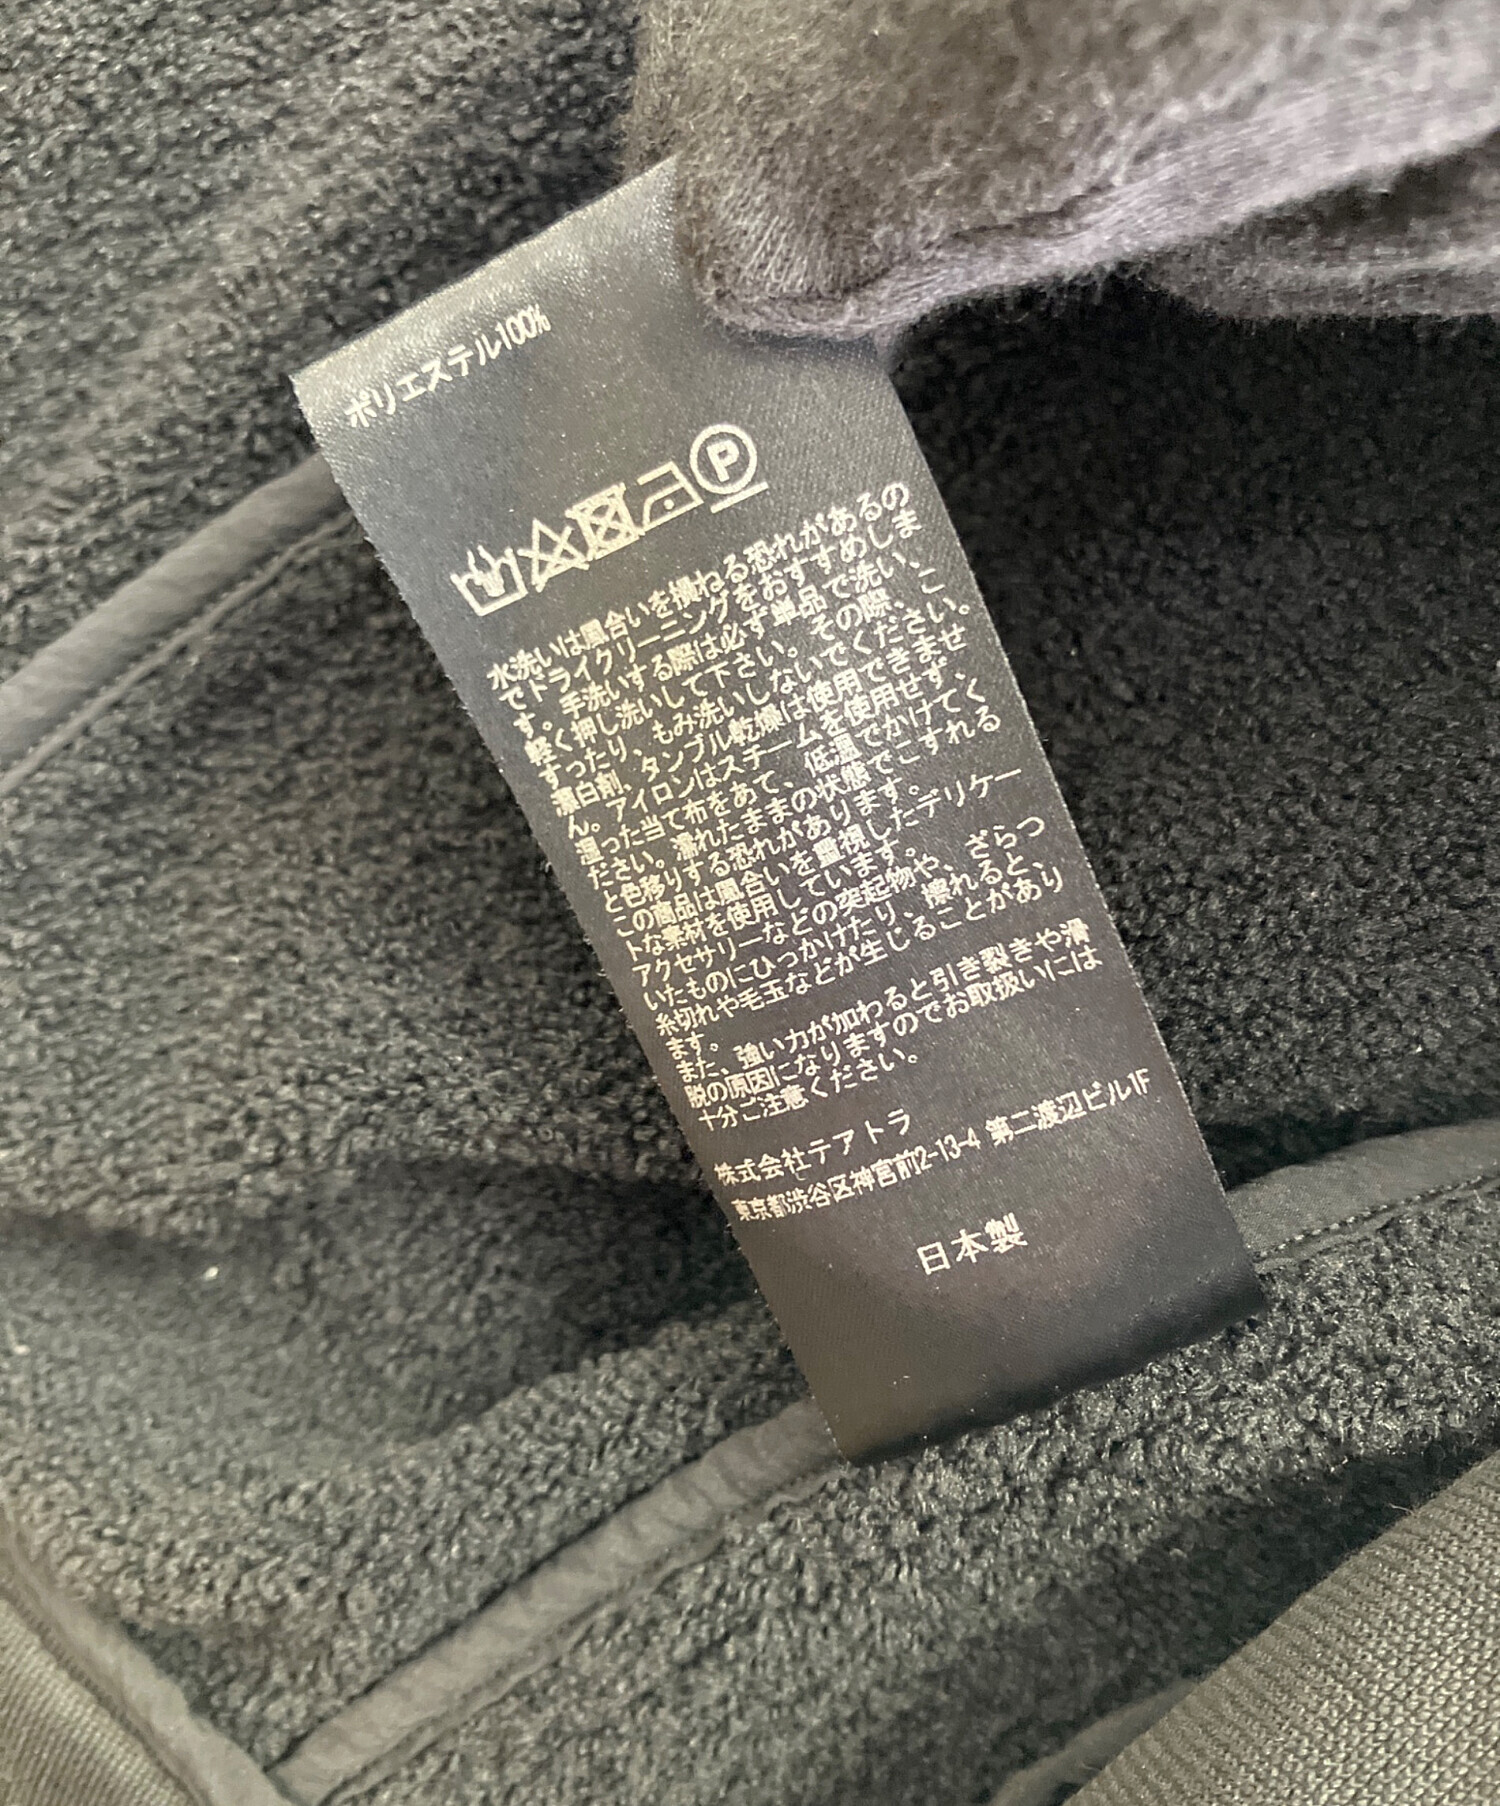 ポリエステル100%
P
水洗いは風合いを損ねる恐れがあるの
でドライクリーニングをおすすめしま
す。手洗いする際は必ず単品で洗い、
軽く押し洗いして下さい。その際、こ
すったり、もみ洗いしないでください。
漂白剤、タンブル乾燥は使用できませ
ん。アイロンはスチームを使用せず、
湿った当て布をあて、低温でかけてく
ださい。濡れたままの状態でこすれる
と色移りする恐れがあります。
この商品は風合いを重視したデリケー
トな素材を使用しています。
アクセサリーなどの突起物や、ざらつ
いたものにひっかけたり、擦れると、
糸切れや毛玉などが生じることがあり
ます。
また、強い力が加わると引き裂きや滑
脱の原因になりますのでお取扱いには
十分ご注意ください。
株式会社テアトラ
東京都渋谷区神宮前2-13-4 第二渡辺ビル1F
日本製